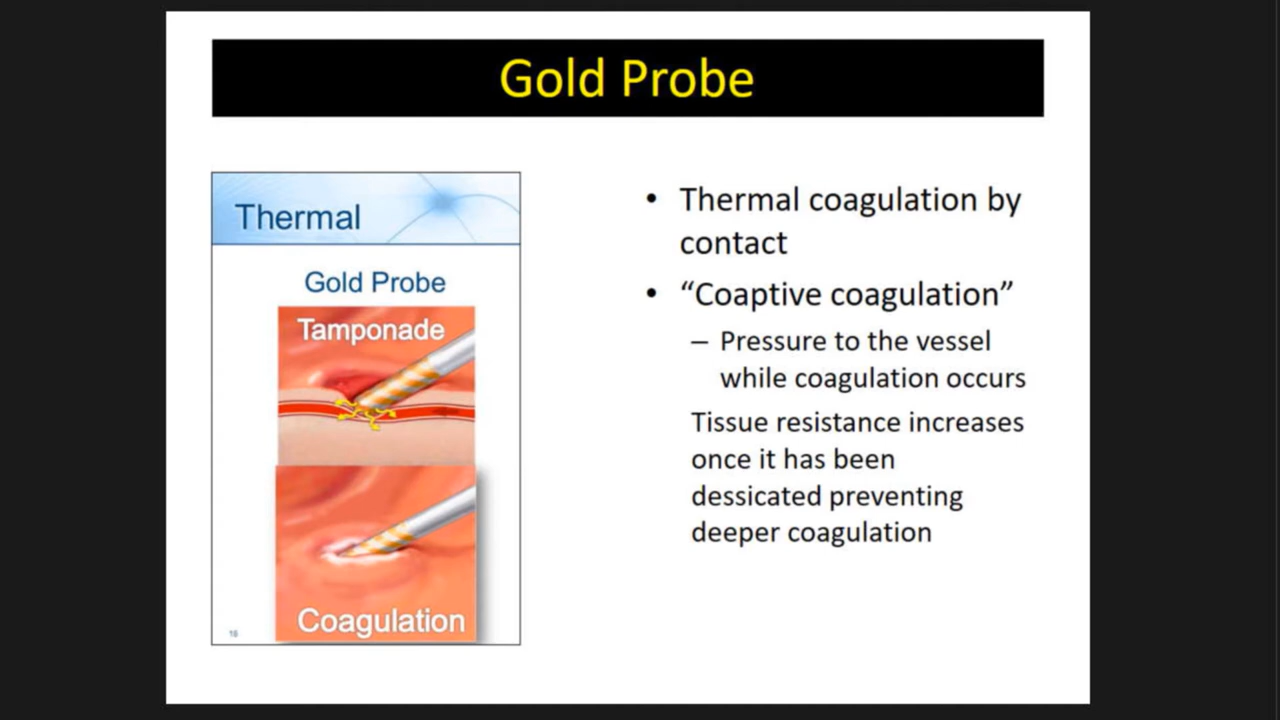 Gold Probe
Thermal
Gold Probe
Tamponade
Coagulation
18
• Thermal coagulation by
contact
• “Coaptive coagulation”
– Pressure to the vessel
while coagulation occurs
Tissue resistance increases
once it has been
dessicated preventing
deeper coagulation